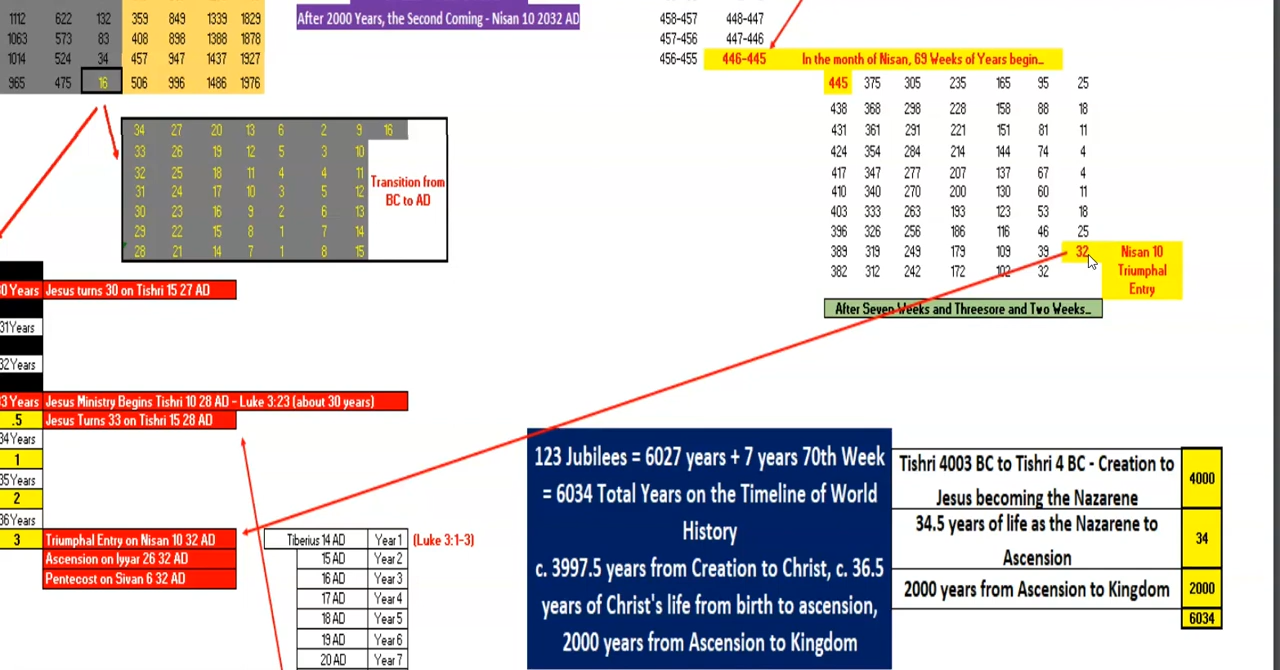 1112 622 132 359 849 1339 1829
1063 573 83 408 898 1388 1878
1014 524 34 457 947 1437 1927
965 475 16 506 996 1486 1976
After 2000 Years, the Second Coming - Nisan 10 2032 AD
458-457 448-447
457-456 447-446
456-455 446-445 In the month of Nisan, 69 Weeks of Years begin...
445 375 305 235 165 95 25
438 368 298 228 158 88 18
431 361 291 221 151 81 11
424 354 284 214 144 74 4
417 347 277 207 137 67 4
410 340 270 200 130 60 11
403 333 263 193 123 53 18
396 326 256 186 116 46 25
389 319 249 179 109 39 32
382 312 242 172 102 32
Nisan 10
Triumphal
Entry
After Seven Weeks and Threesore and Two Weeks...
34 27 20 13 6 2 9 16
33 26 19 12 5 3 10
32 25 18 11 4 4 11
31 24 17 10 3 5 12
30 23 16 9 2 6 13
29 22 15 8 1 7 14
28 21 14 7 1 8 15
Transition from
BC to AD
0 Years Jesus turns 30 on Tishri 15 27 AD
31Years
32Years
3 Years Jesus Ministry Begins Tishri 10 28 AD - Luke 3:23 (about 30 years)
.5 Jesus Turns 33 on Tishri 15 28 AD
34Years
1
35Years
2
36Years
3 Triumphal Entry on Nisan 10 32 AD
Ascension on Iyyar 26 32 AD
Pentecost on Sivan 6 32 AD
Tiberius 14 AD Year 1 (Luke 3:1-3)
15 AD Year 2
16 AD Year 3
17 AD Year 4
18 AD Year 5
19 AD Year 6
20 AD Year 7
123 Jubilees = 6027 years + 7 years 70th Week
= 6034 Total Years on the Timeline of World
History
c. 3997.5 years from Creation to Christ, c. 36.5
years of Christ's life from birth to ascension,
2000 years from Ascension to Kingdom
Tishri 4003 BC to Tishri 4 BC - Creation to
Jesus becoming the Nazarene
4000
34.5 years of life as the Nazarene to
Ascension
34
2000 years from Ascension to Kingdom
2000
6034